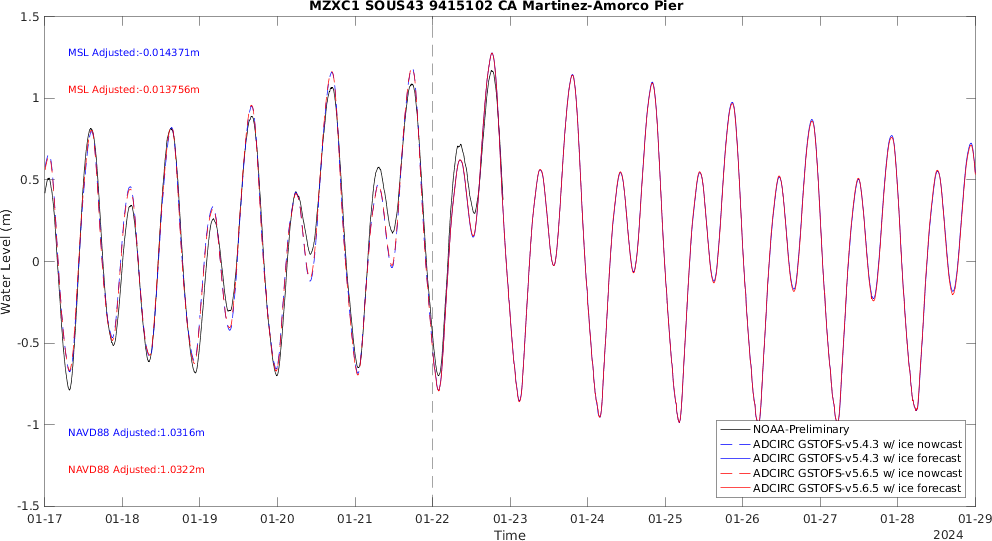 MZXC1 SOUS43 9415102 CA Martinez-Amorco Pier
1.5
1
0.5
0
-0.5
-1
-1.5
Water Level (m)
MSL Adjusted:-0.014371m
MSL Adjusted:-0.013756m
NAVD88 Adjusted:1.0316m
NAVD88 Adjusted:1.0322m
NOAA-Preliminary
ADCIRC GSTOFS-v5.4.3 w/ ice nowcast
ADCIRC GSTOFS-v5.4.3 w/ ice forecast
ADCIRC GSTOFS-v5.6.5 w/ ice nowcast
ADCIRC GSTOFS-v5.6.5 w/ ice forecast
01-17 01-18 01-19 01-20 01-21 01-22 01-23 01-24 01-25 01-26 01-27 01-28 01-29
Time
2024